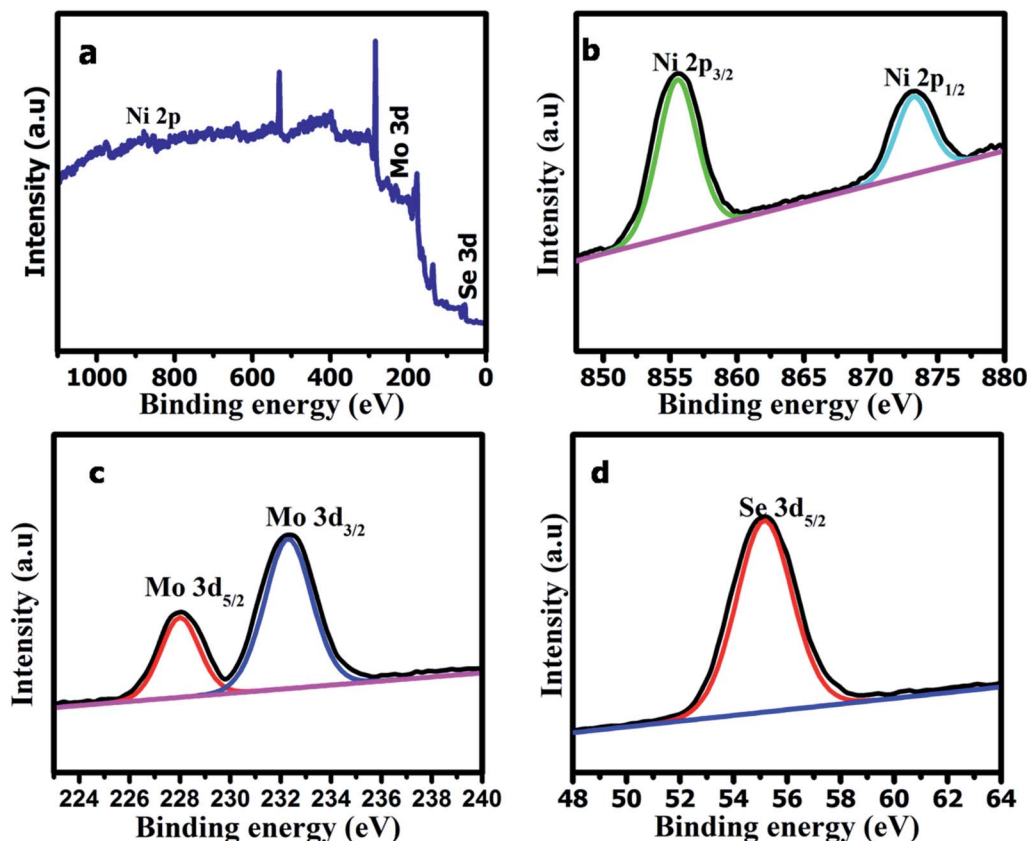 a
Ni 2p
Mo 3d
Se 3d
Intensity (a.u)
1000 800 600 400 200 0
Binding energy (eV)
b
Ni 2p3/2
Ni 2p1/2
Intensity (a.u)
850 855 860 865 870 875 880
Binding energy (eV)
c
Mo 3d3/2
Mo 3d5/2
Intensity (a.u)
224 226 228 230 232 234 236 238 240
Binding energy (eV)
d
Se 3d5/2
Intensity (a.u)
48 50 52 54 56 58 60 62 64
Binding energy (eV)